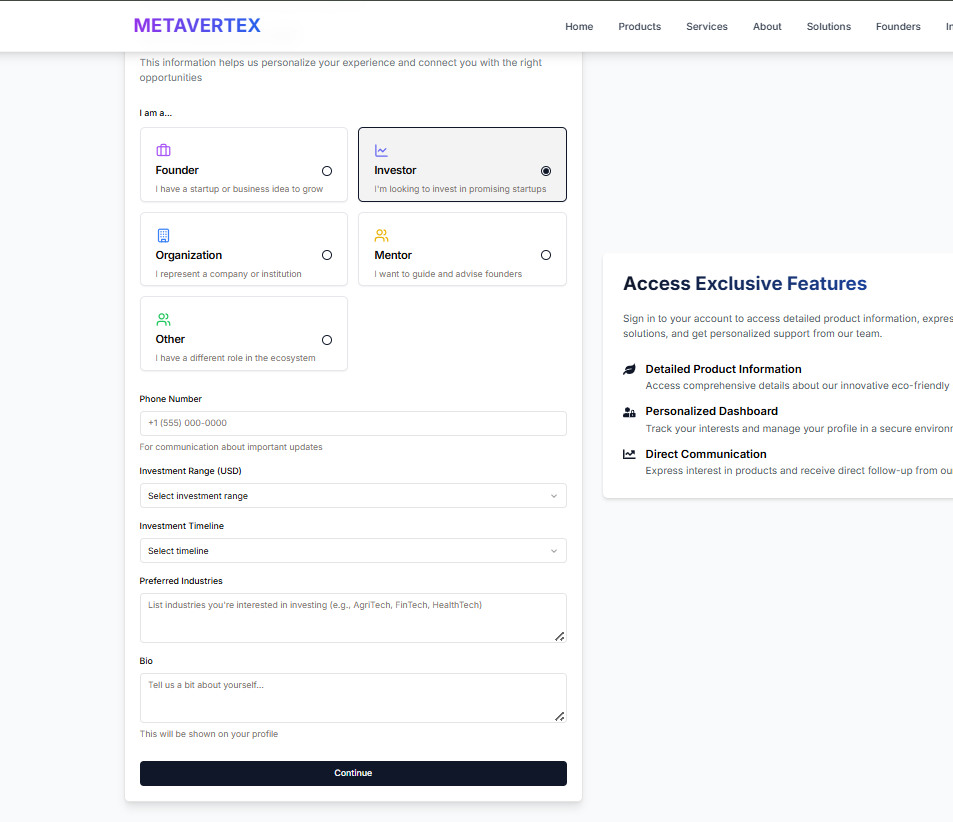 METAVERTEX
Home Products Services About Solutions Founders In
This information helps us personalize your experience and connect you with the right
opportunities
I am a...
Founder
I have a startup or business idea to grow
Investor
I'm looking to invest in promising startups
Organization
I represent a company or institution
Mentor
I want to guide and advise founders
Other
I have a different role in the ecosystem
Phone Number
+1 (555) 000-0000
For communication about important updates
Investment Range (USD)
Select investment range
Investment Timeline
Select timeline
Preferred Industries
List industries you're interested in investing (e.g., AgriTech, FinTech, HealthTech)
Bio
Tell us a bit about yourself...
This will be shown on your profile
Continue
Access Exclusive Features
Sign in to your account to access detailed product information, expres
solutions, and get personalized support from our team.
Detailed Product Information
Access comprehensive details about our innovative eco-friendly
Personalized Dashboard
Track your interests and manage your profile in a secure environm
Direct Communication
Express interest in products and receive direct follow-up from ou